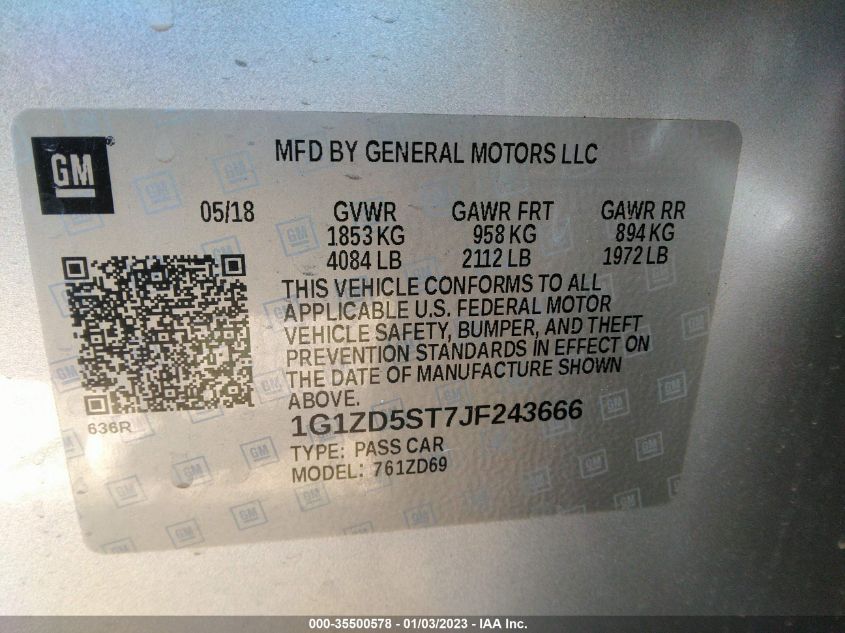 GM
MFD BY GENERAL MOTORS LLC
05/18 GVWR GAWR FRT GAWR RR
1853 KG 958 KG 894 KG
4084 LB 2112 LB 1972 LB
THIS VEHICLE CONFORMS TO ALL
APPLICABLE U.S. FEDERAL MOTOR
VEHICLE SAFETY, BUMPER, AND THEFT
PREVENTION STANDARDS IN EFFECT ON
THE DATE OF MANUFACTURE SHOWN
ABOVE.
636R
1G1ZD5ST7JF243666
TYPE: PASS CAR
MODEL: 761ZD69
000-35500578 - 01/03/2023 - IAA Inc.